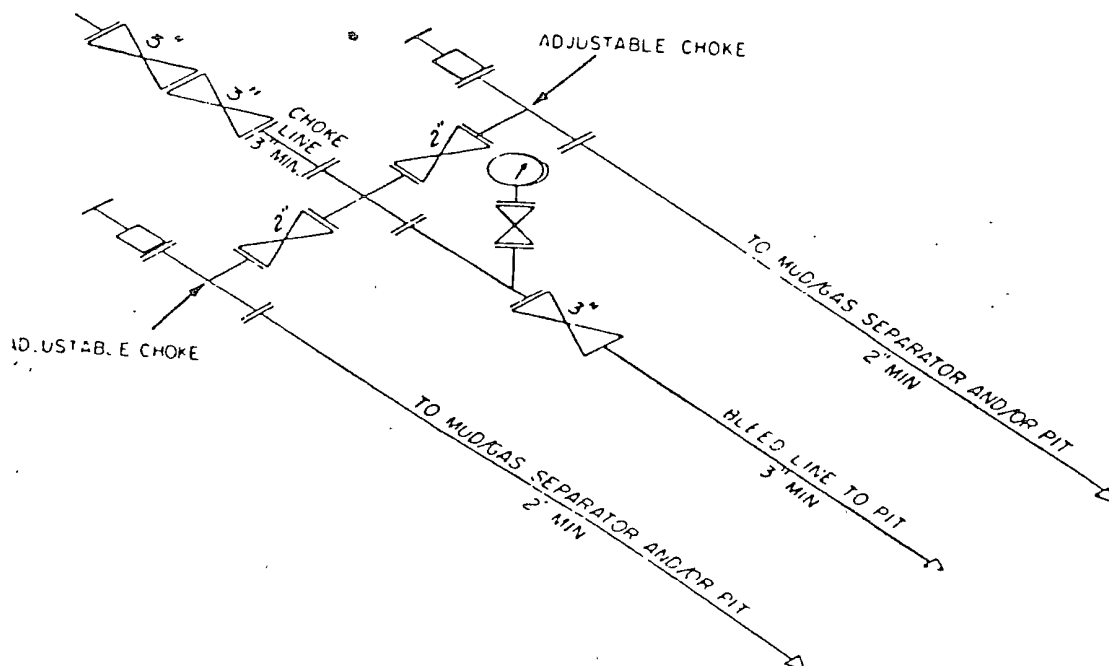 3"
3"
CHOKE
LINE
3" MIN.
ADJUSTABLE CHOKE
2"
2"
3"
ADJUSTABLE CHOKE
TO MUD/GAS SEPARATOR AND/OR PIT
2" MIN
BLEED LINE TO PIT
3" MIN
TO MUD/GAS SEPARATOR AND/OR PIT
2" MIN